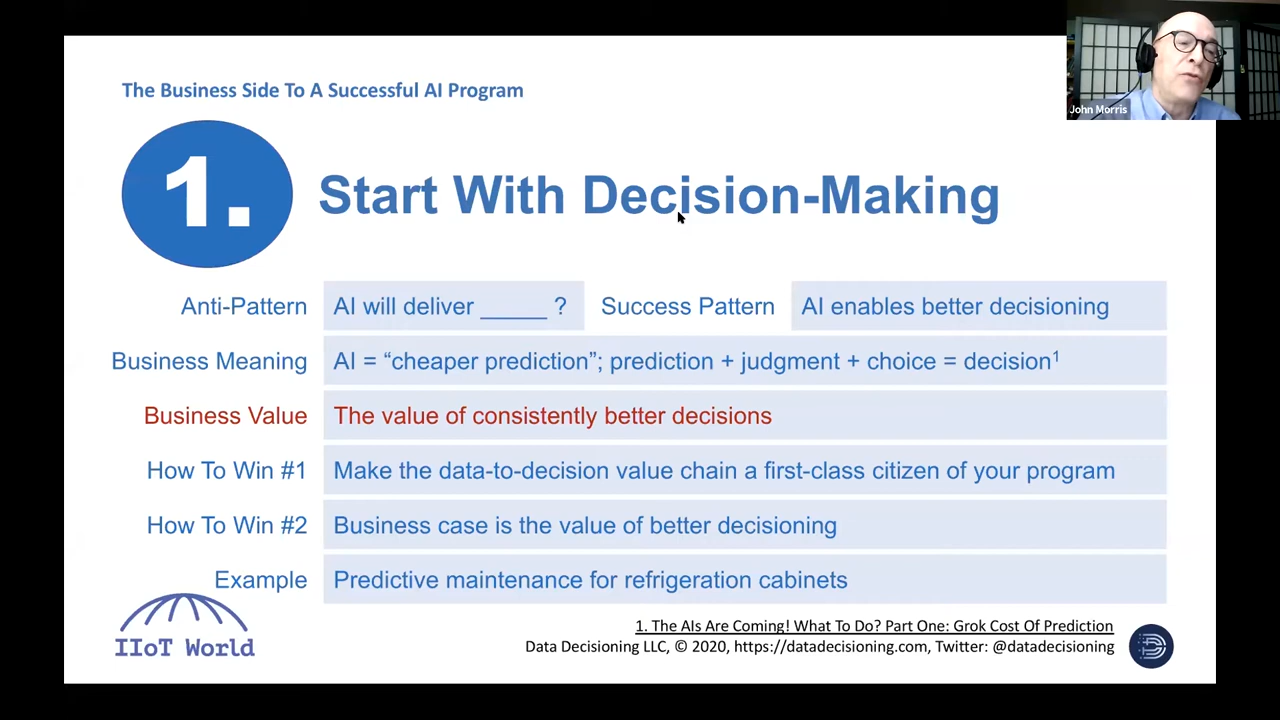 John Morris
The Business Side To A Successful AI Program
1.
Start With Decision-Making
Anti-Pattern
AI will deliver _____ ?
Success Pattern
AI enables better decisioning
Business Meaning
AI = “cheaper prediction”; prediction + judgment + choice = decision¹
Business Value
The value of consistently better decisions
How To Win #1
Make the data-to-decision value chain a first-class citizen of your program
How To Win #2
Business case is the value of better decisioning
Example
Predictive maintenance for refrigeration cabinets
IIoT World
1. The AIs Are Coming! What To Do? Part One: Grok Cost Of Prediction
Data Decisioning LLC, © 2020, https://datadecisioning.com, Twitter: @datadecisioning